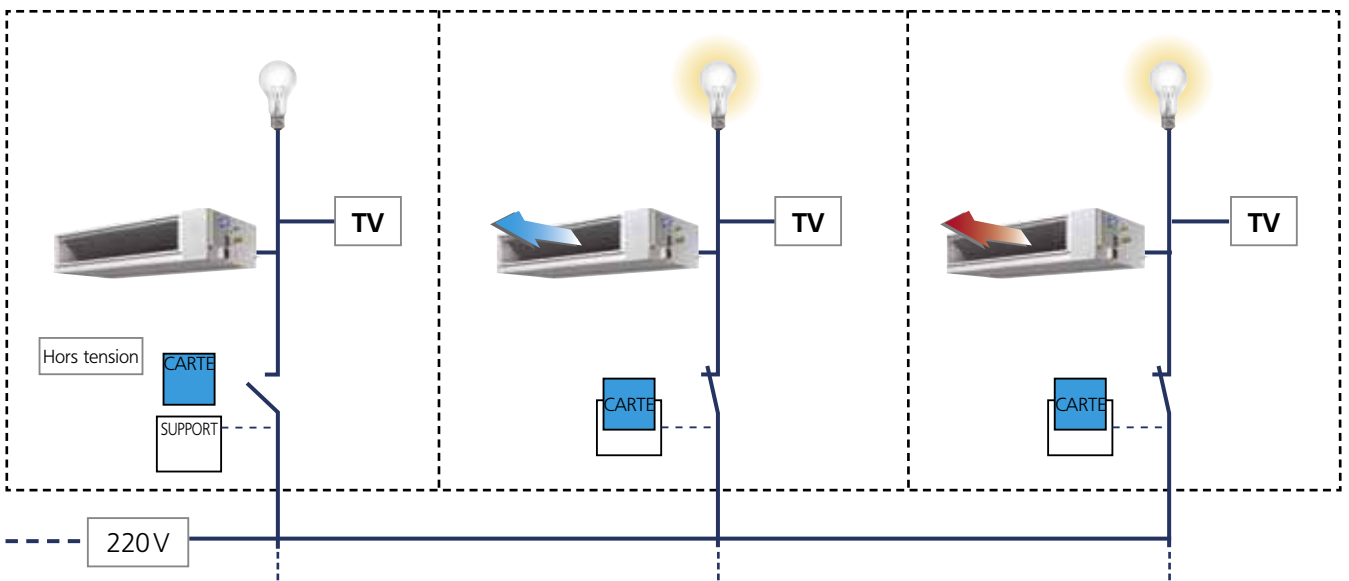 TV
TV
TV
Hors tension
CARTE
CARTE
CARTE
SUPPORT
220 V